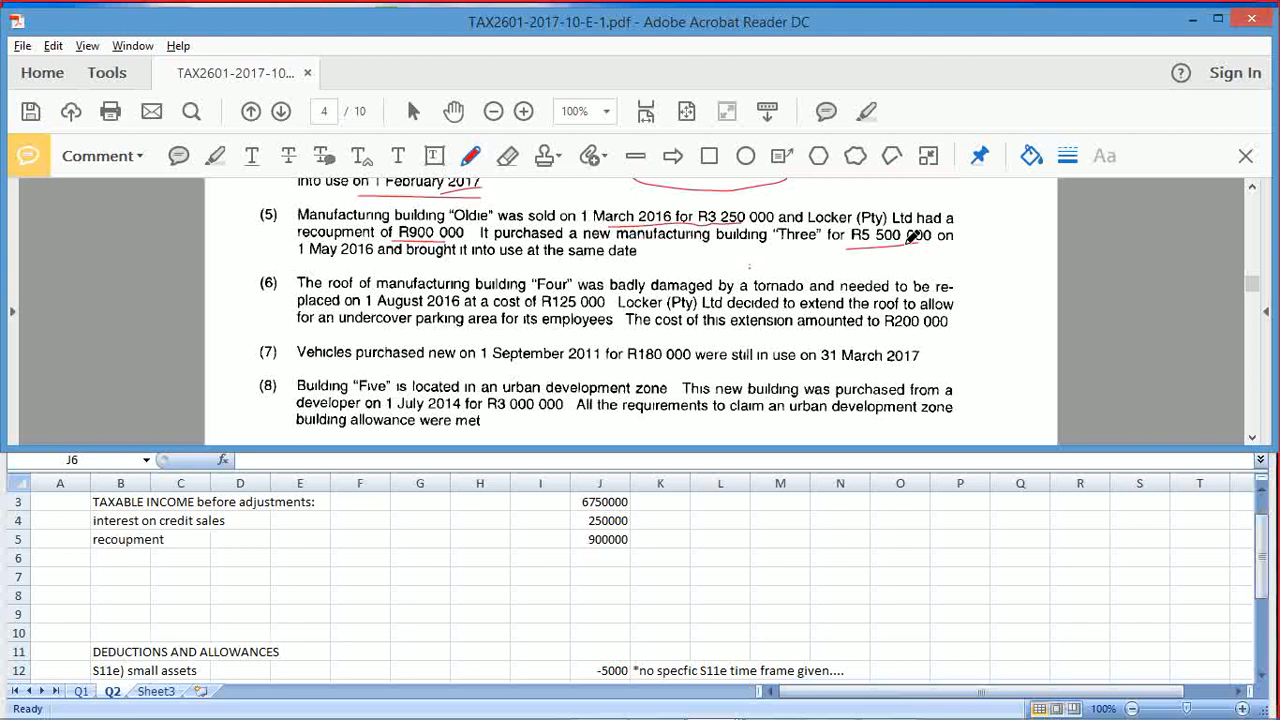 TAX2601-2017-10-E-1.pdf - Adobe Acrobat Reader DC
File Edit View Window Help
Home Tools TAX2601-2017-10... × Sign In
4 / 10 100%
Comment Aa
into use on 1 February 2017
(5) Manufacturing building “Oldie” was sold on 1 March 2016 for R3 250 000 and Locker (Pty) Ltd had a
recoupment of R900 000 It purchased a new manufacturing building “Three” for R5 500 000 on
1 May 2016 and brought it into use at the same date
(6) The roof of manufacturing building “Four” was badly damaged by a tornado and needed to be re-
placed on 1 August 2016 at a cost of R125 000 Locker (Pty) Ltd decided to extend the roof to allow
for an undercover parking area for its employees The cost of this extension amounted to R200 000
(7) Vehicles purchased new on 1 September 2011 for R180 000 were still in use on 31 March 2017
(8) Building “Five” is located in an urban development zone This new building was purchased from a
developer on 1 July 2014 for R3 000 000 All the requirements to claim an urban development zone
building allowance were met
J6 fx
A B C D E F G H I J K L M N O P Q R S T
3 TAXABLE INCOME before adjustments: 6750000
4 interest on credit sales 250000
5 recoupment 900000
6
7
8
9
10
11 DEDUCTIONS AND ALLOWANCES
12 S11e) small assets -5000 *no specfic S11e time frame given....
Q1 Q2 Sheet3
Ready 100%